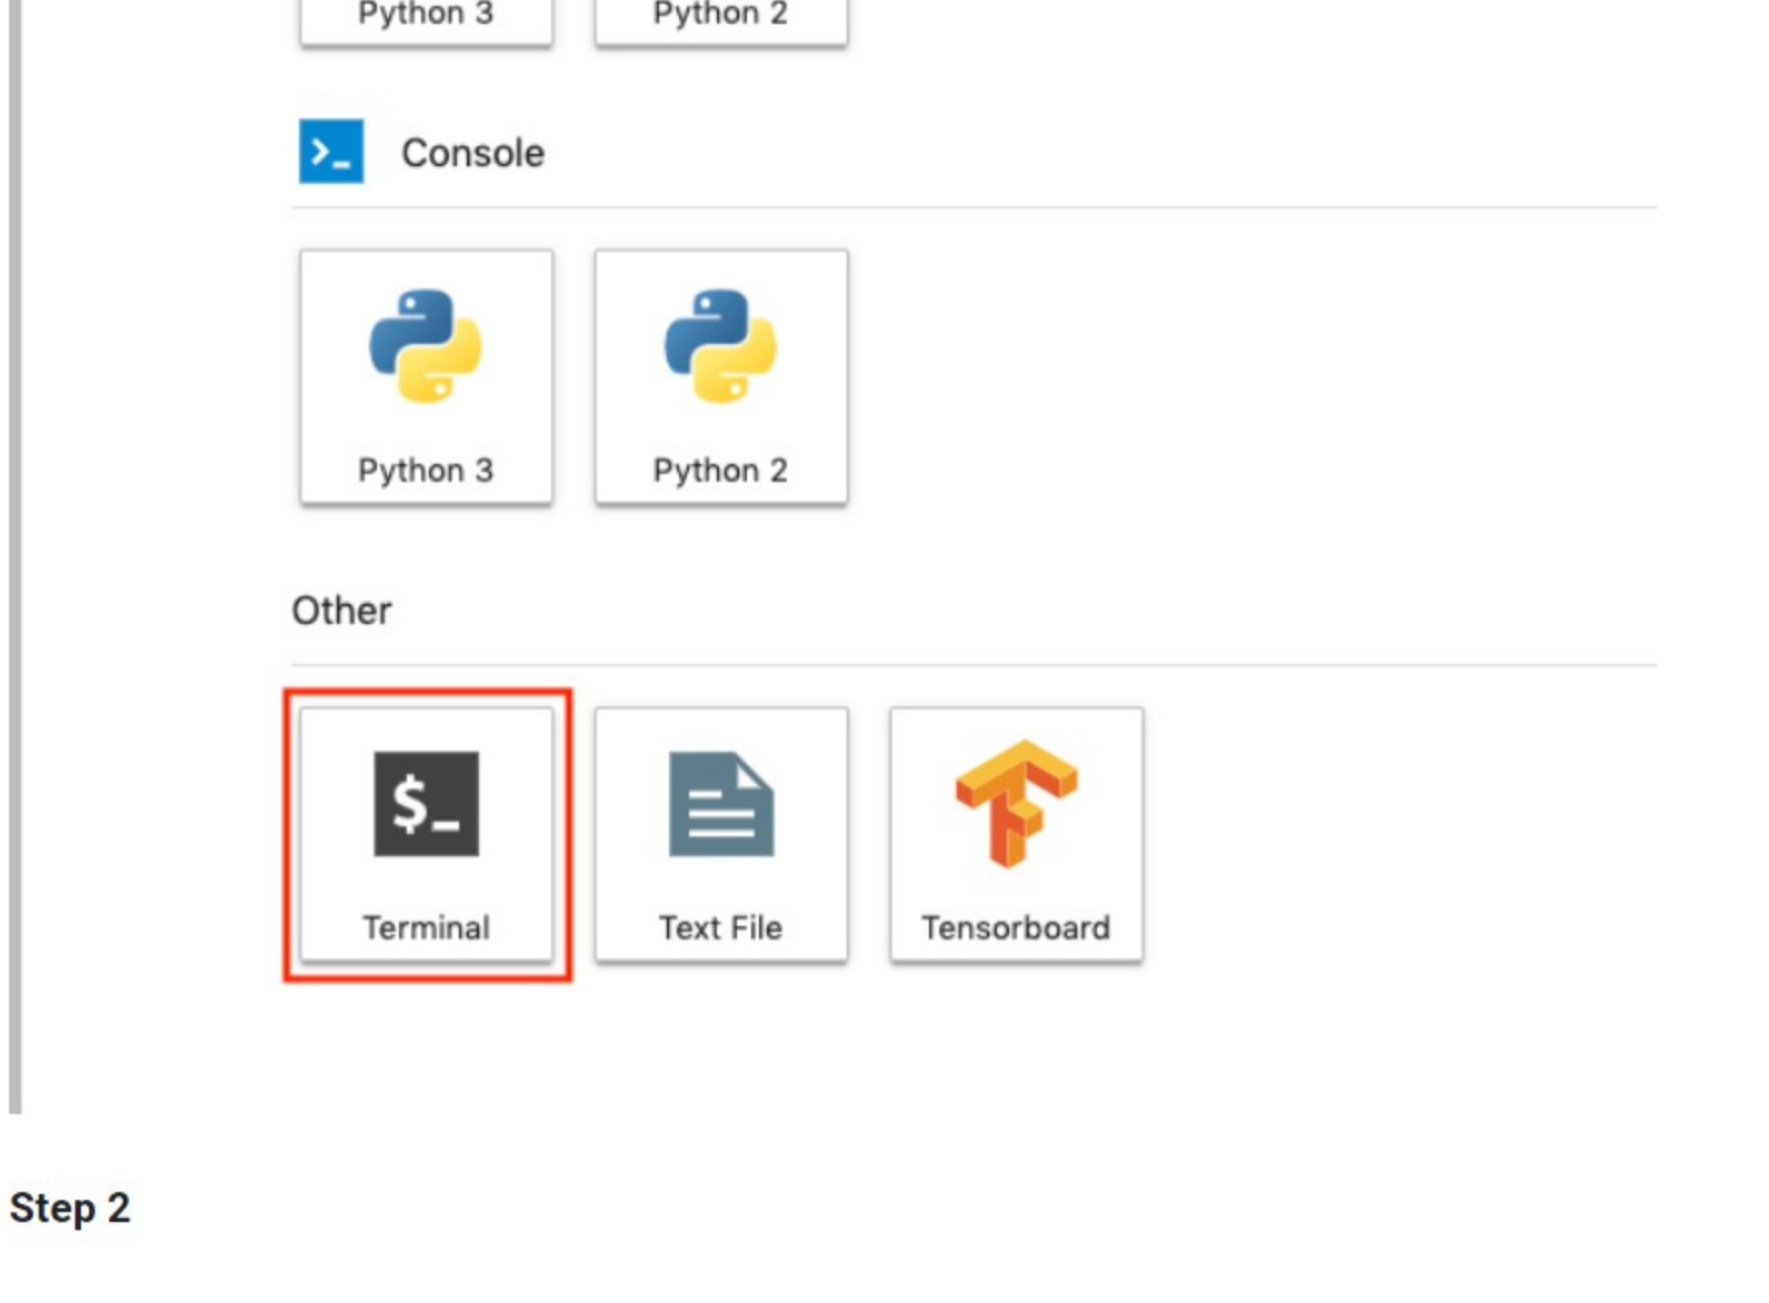 Python 3 Python 2
>_ Console
Python 3 Python 2
Other
$_
Terminal Text File Tensorboard
Step 2